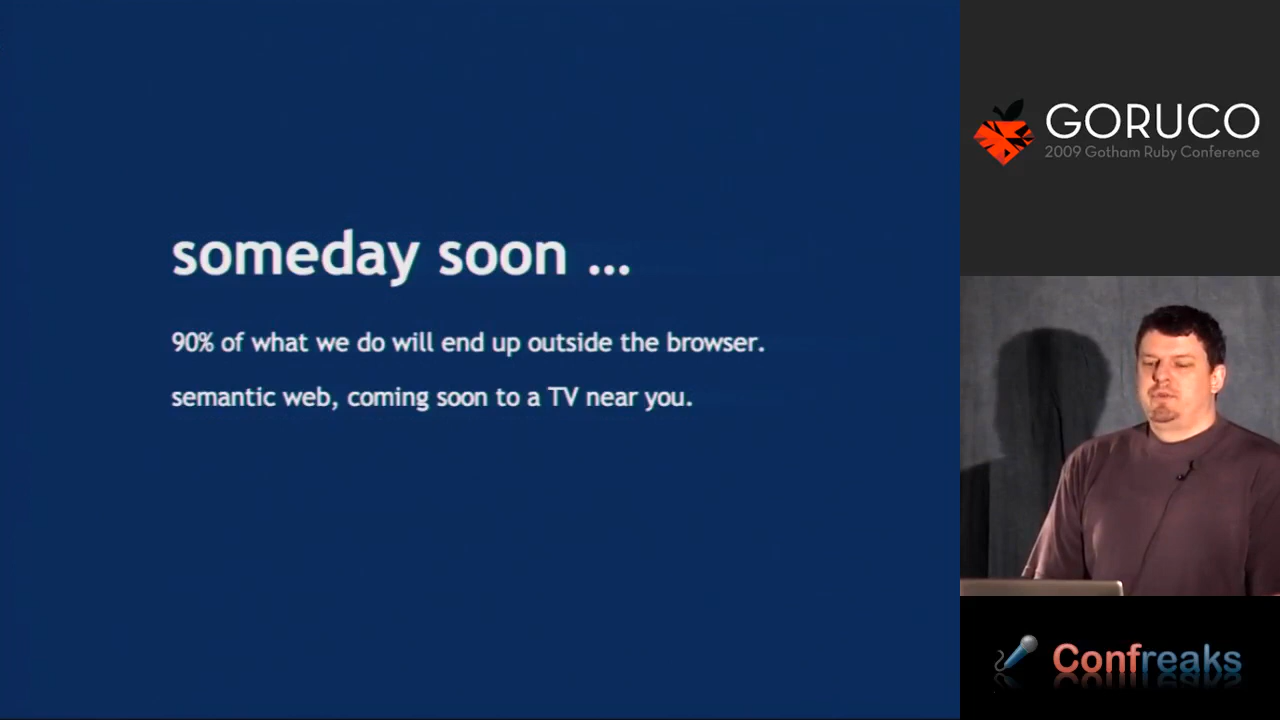 someday soon ...
90% of what we do will end up outside the browser.
semantic web, coming soon to a TV near you.
GORUCO
2009 Gotham Ruby Conference
Confreaks